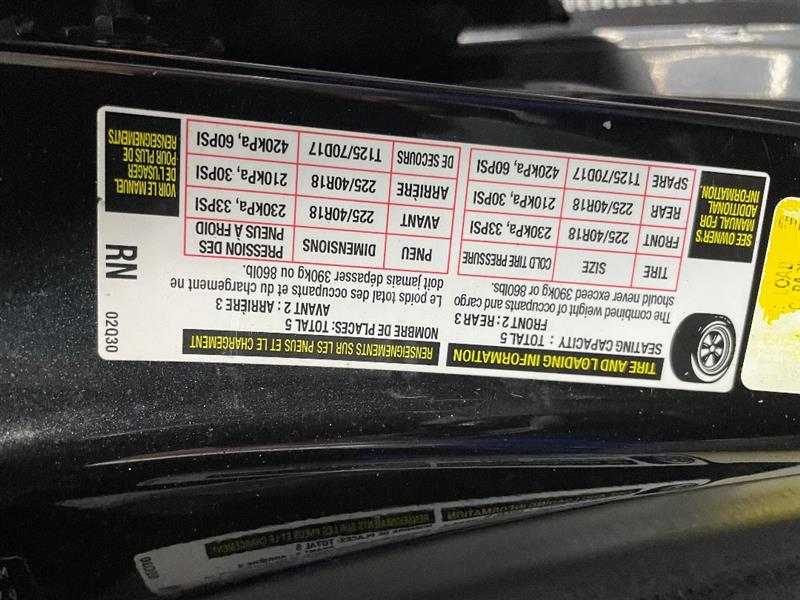 TIRE AND LOADING INFORMATION
SEATING CAPACITY : TOTAL 5
FRONT 2 : REAR 3
The combined weight of occupants and cargo
should never exceed 390kg or 860lbs.
TIRE SIZE COLD TIRE PRESSURE
FRONT 225/40R18 230kPa, 33PSI
REAR 225/40R18 210kPa, 30PSI
SPARE T125/70D17 420kPa, 60PSI
SEE OWNER'S
MANUAL FOR
ADDITIONAL
INFORMATION.
RENSEIGNEMENTS SUR LES PNEUS ET LE CHARGEMENT
NOMBRE DE PLACES: TOTAL 5
AVANT 2 : ARRIÈRE 3
Le poids total des occupants et du chargement ne
doit jamais dépasser 390kg ou 860lb.
PNEU DIMENSIONS PRESSION DES
PNEUS À FROID
AVANT 225/40R18 230kPa, 33PSI
ARRIÈRE 225/40R18 210kPa, 30PSI
DE SECOURS T125/70D17 420kPa, 60PSI
VOIR LE MANUEL
DE L'USAGER
POUR PLUS DE
RENSEIGNEMENTS
02030 RN
LOAD